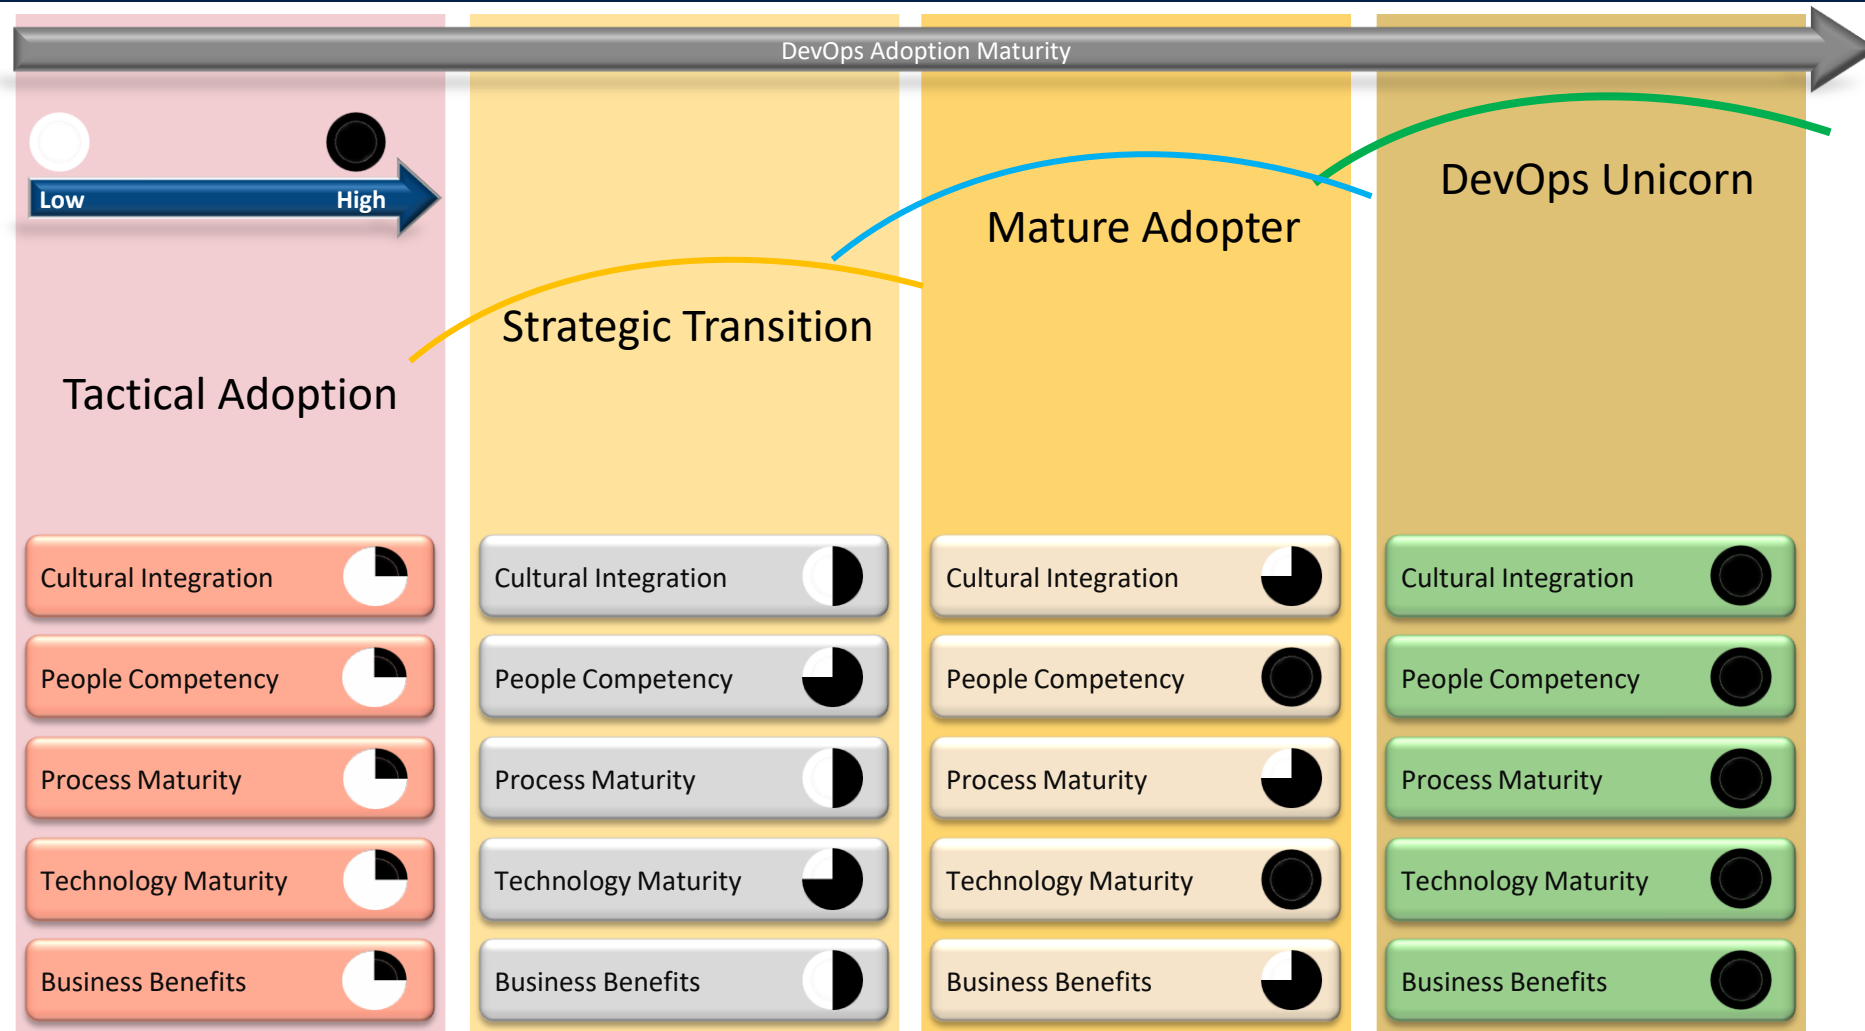 DevOps Adoption Maturity
Low
High
Tactical Adoption
Strategic Transition
Mature Adopter
DevOps Unicorn
Cultural Integration
People Competency
Process Maturity
Technology Maturity
Business Benefits
Cultural Integration
People Competency
Process Maturity
Technology Maturity
Business Benefits
Cultural Integration
People Competency
Process Maturity
Technology Maturity
Business Benefits
Cultural Integration
People Competency
Process Maturity
Technology Maturity
Business Benefits